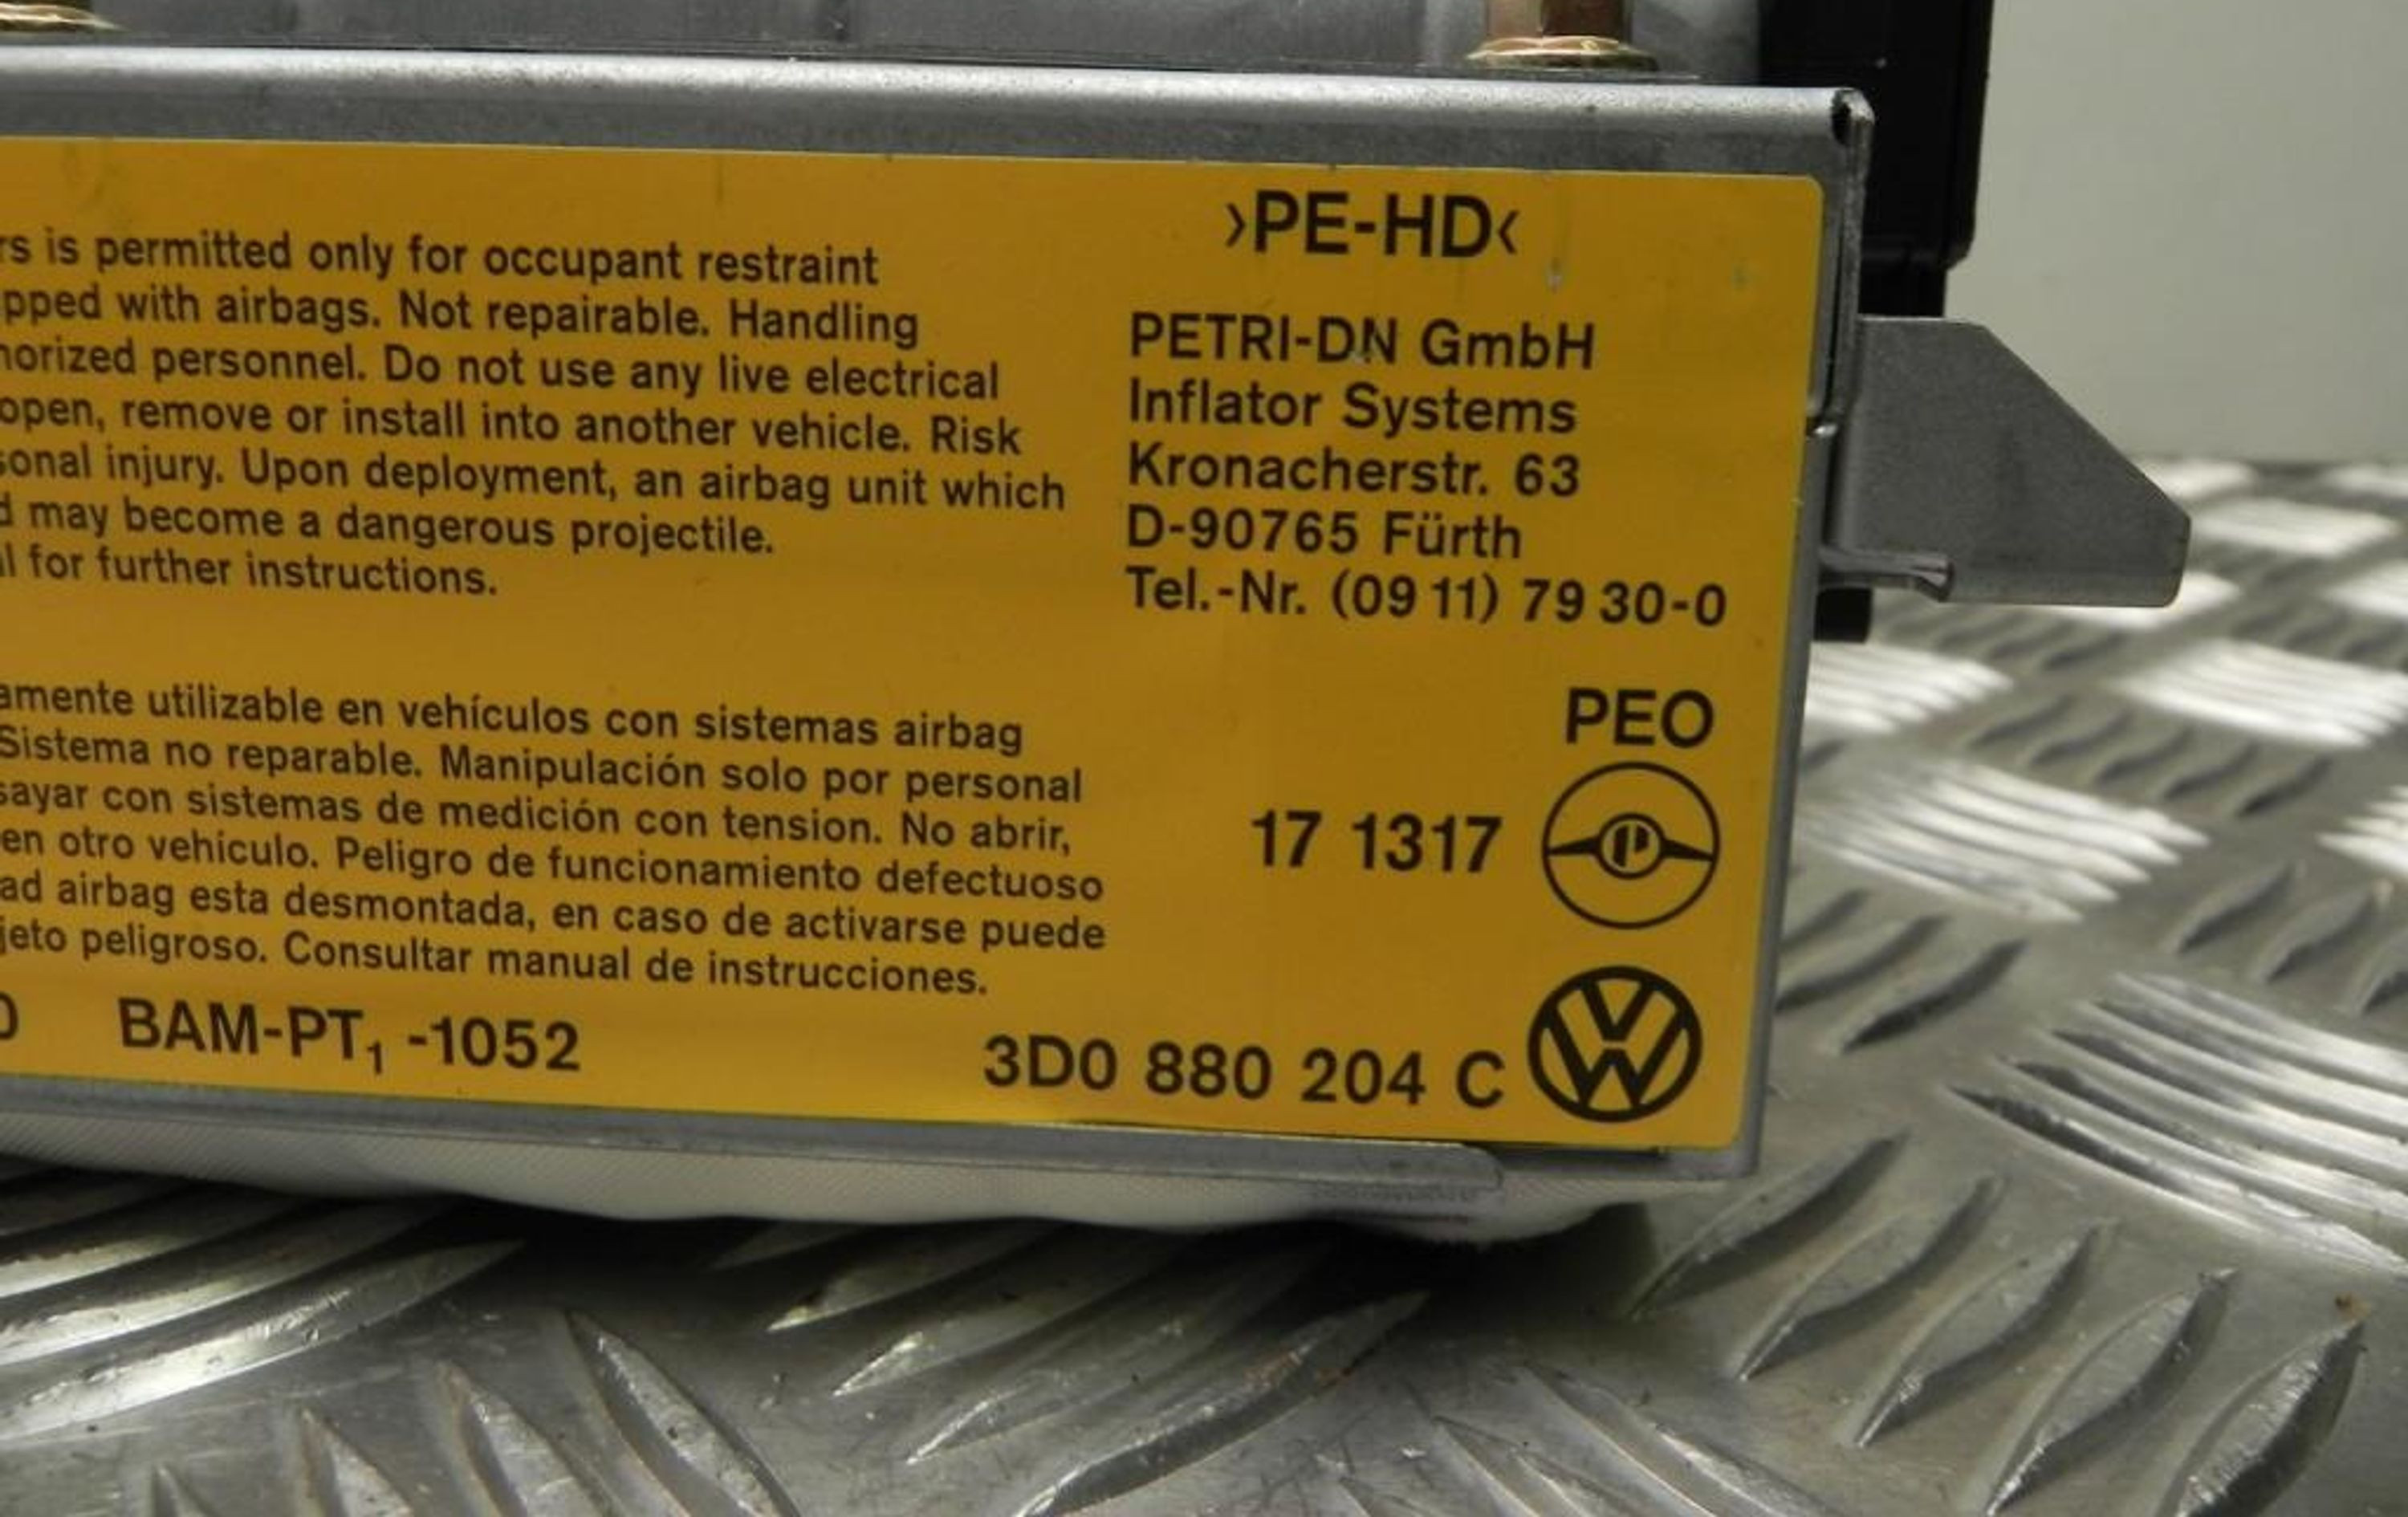 is permitted only for occupant restraint
with airbags. Not repairable. Handling
personnel. Do not use any live electrical
open, remove or install into another vehicle. Risk
injury. Upon deployment, an airbag unit which
may become a dangerous projectile.
for further instructions.
>PE-HD<
PETRI-DN GmbH
Inflator Systems
Kronacherstr. 63
D-90765 Fürth
Tel.-Nr. (09 11) 79 30-0
amente utilizable en vehículos con sistemas airbag
Sistema no reparable. Manipulación solo por personal
sayar con sistemas de medición con tension. No abrir,
en otro vehículo. Peligro de funcionamiento defectuoso
ad airbag esta desmontada, en caso de activarse puede
jeto peligroso. Consultar manual de instrucciones.
PEO
17 1317
P
BAM-PT1 -1052
3D0 880 204 C
VW